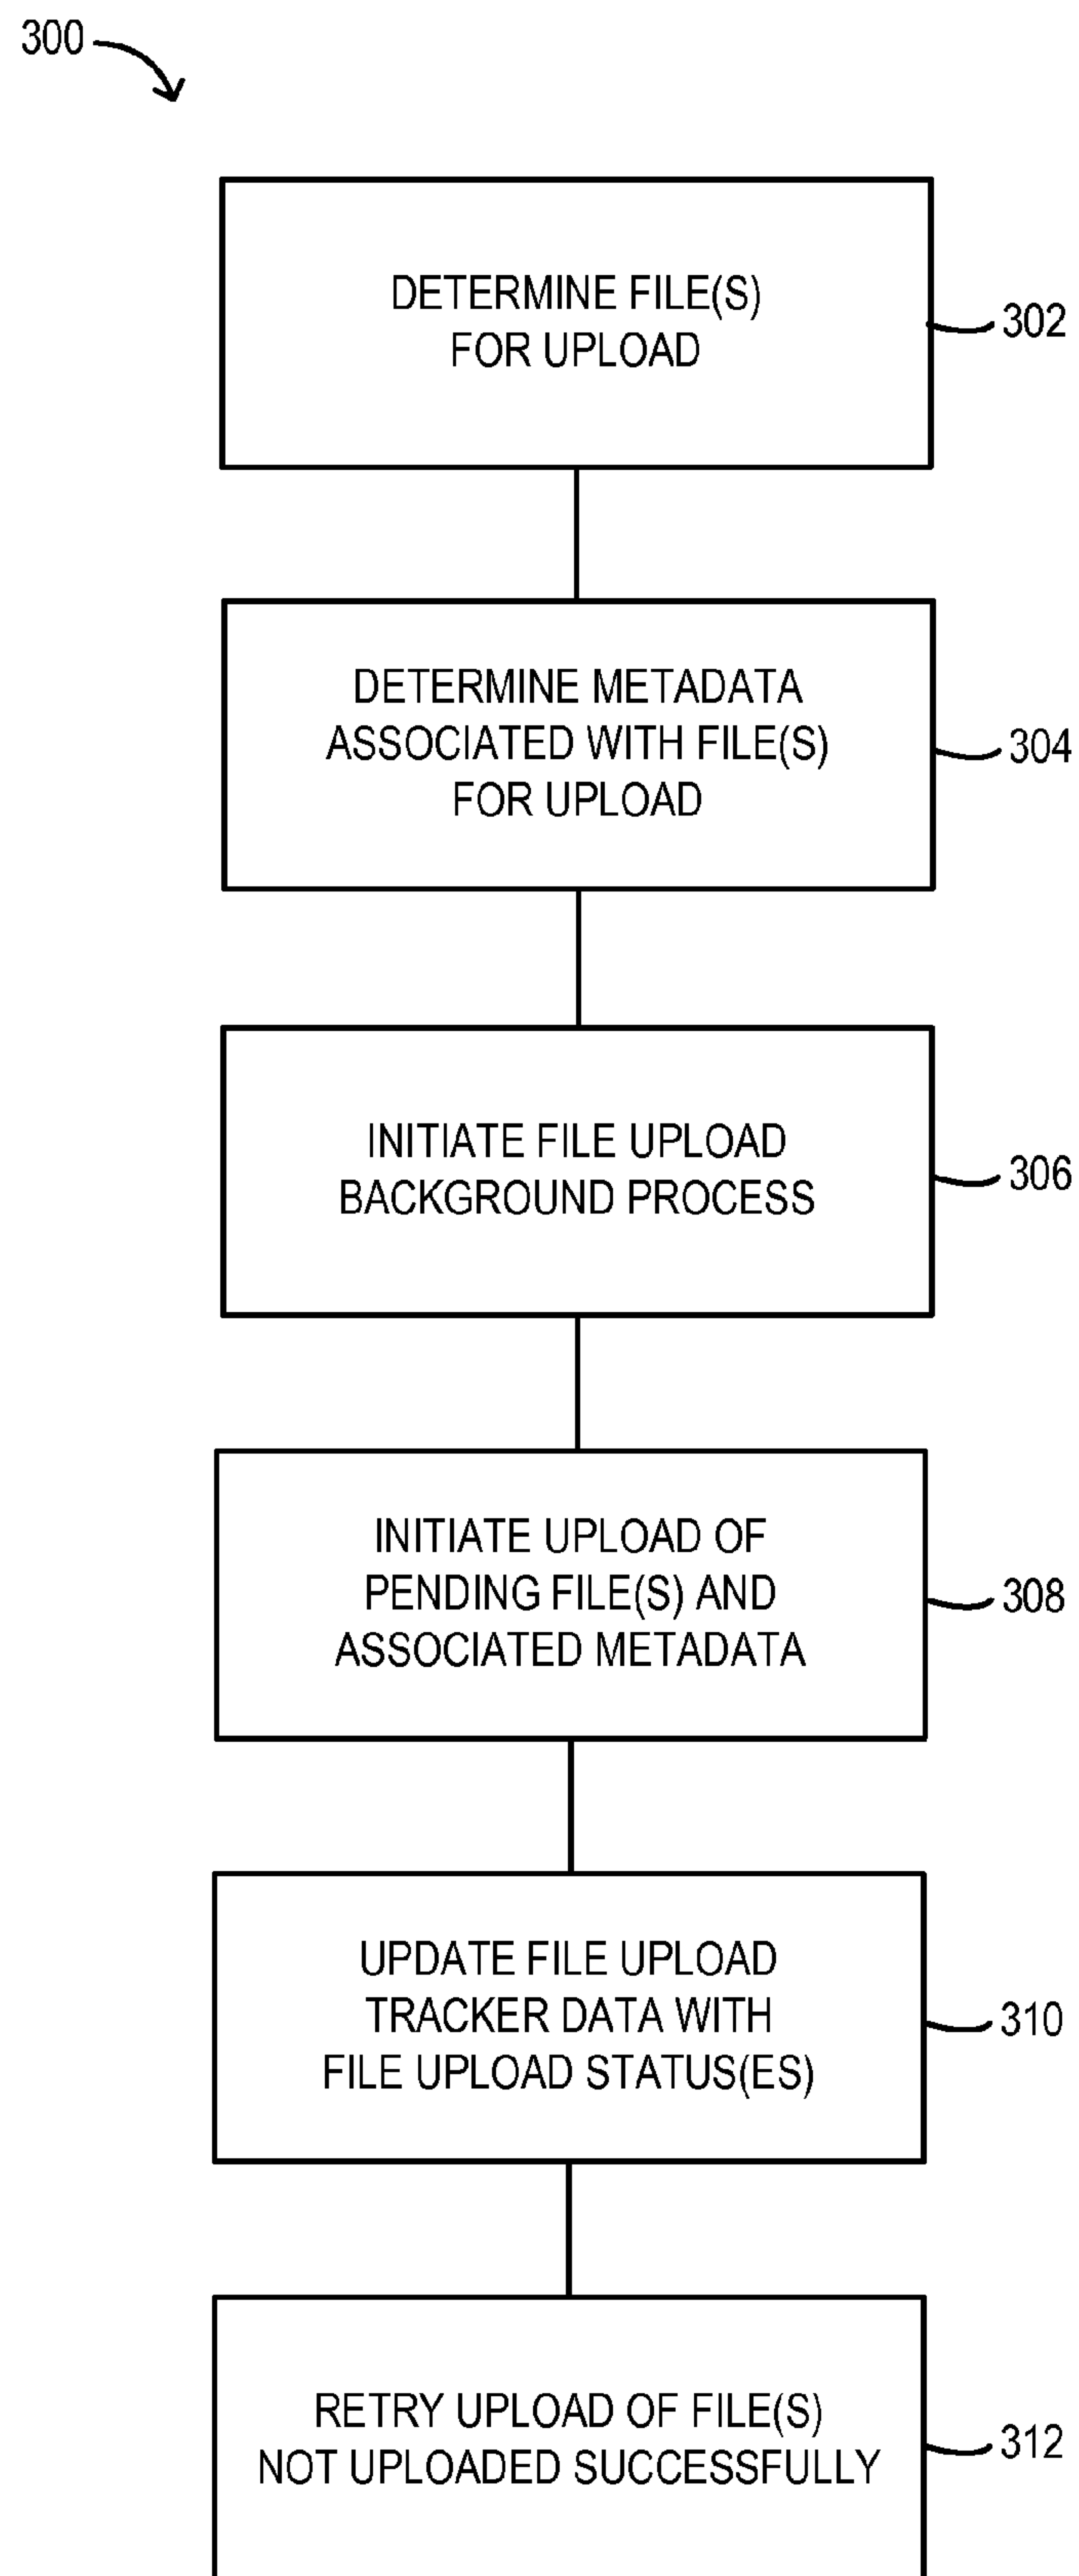 300
DETERMINE FILE(S)
FOR UPLOAD
302
DETERMINE METADATA
ASSOCIATED WITH FILE(S)
FOR UPLOAD
304
INITIATE FILE UPLOAD
BACKGROUND PROCESS
306
INITIATE UPLOAD OF
PENDING FILE(S) AND
ASSOCIATED METADATA
308
UPDATE FILE UPLOAD
TRACKER DATA WITH
FILE UPLOAD STATUS(ES)
310
RETRY UPLOAD OF FILE(S)
NOT UPLOADED SUCCESSFULLY
312